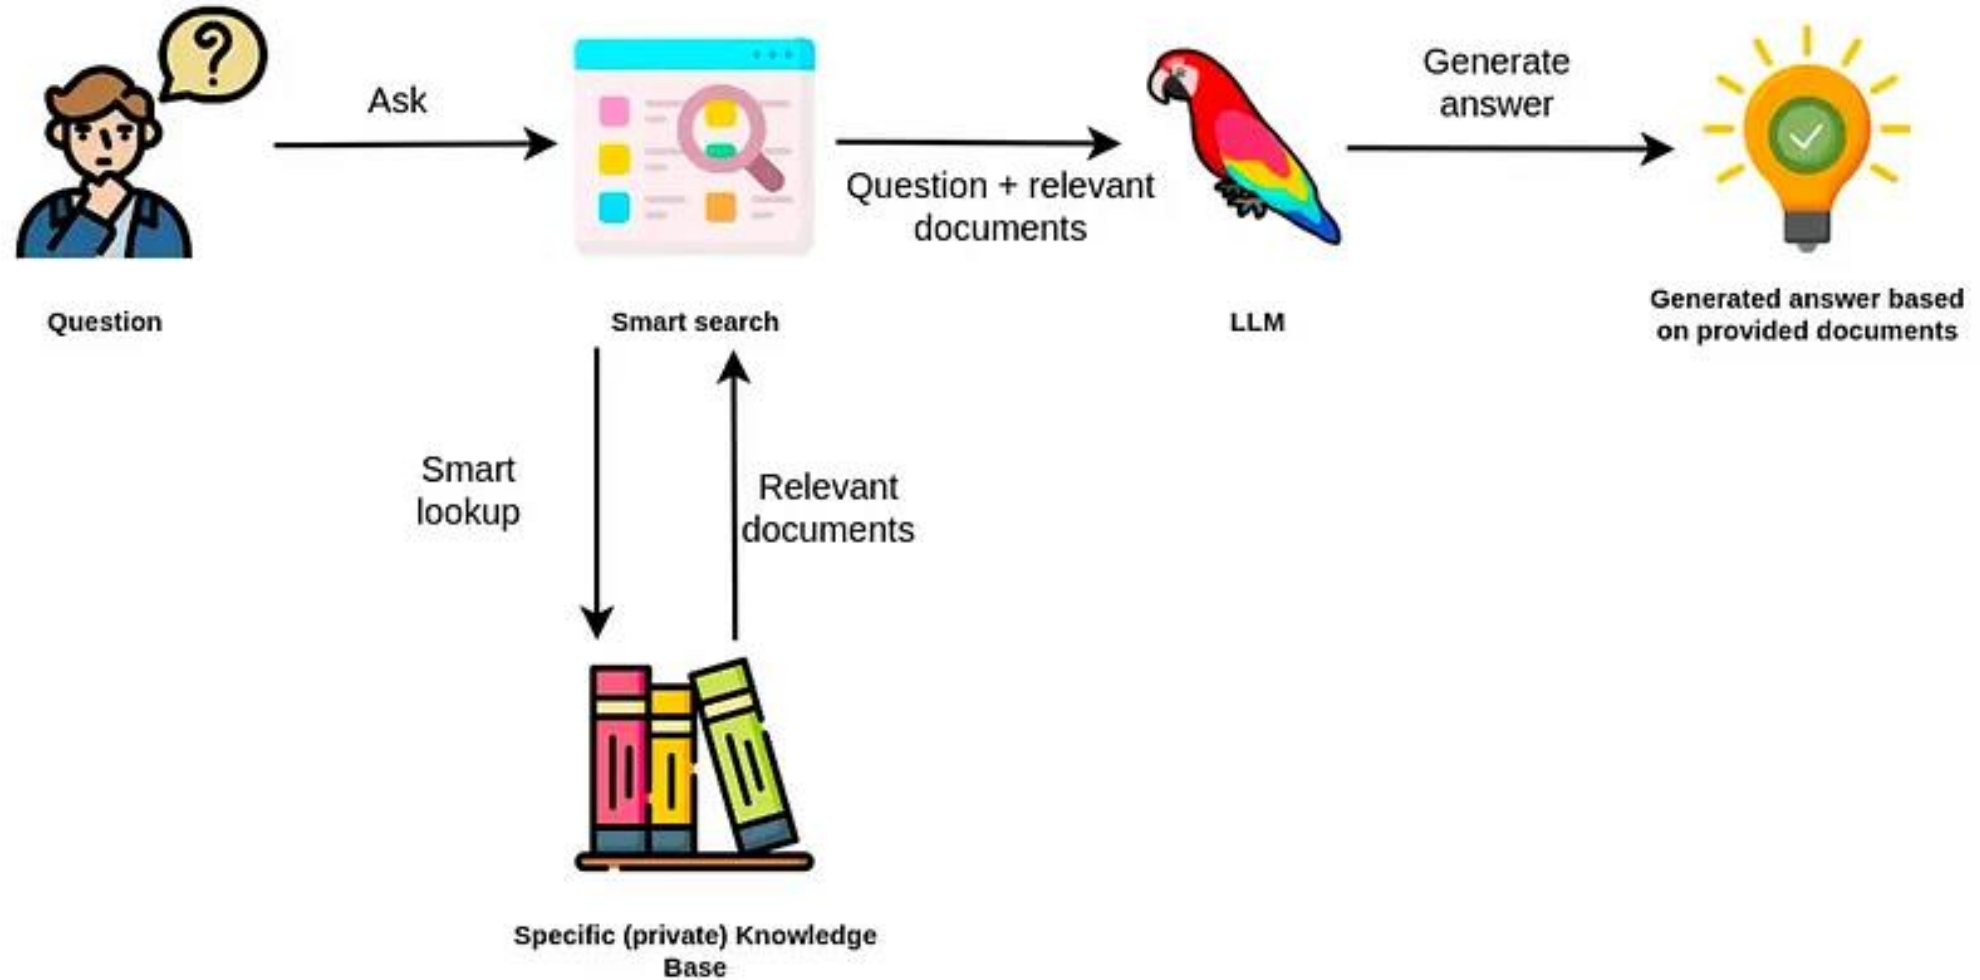 ?
Ask
Generate
answer
Question + relevant
documents
Question
Smart search
LLM
Generated answer based
on provided documents
Smart
lookup
Relevant
documents
Specific (private) Knowledge
Base